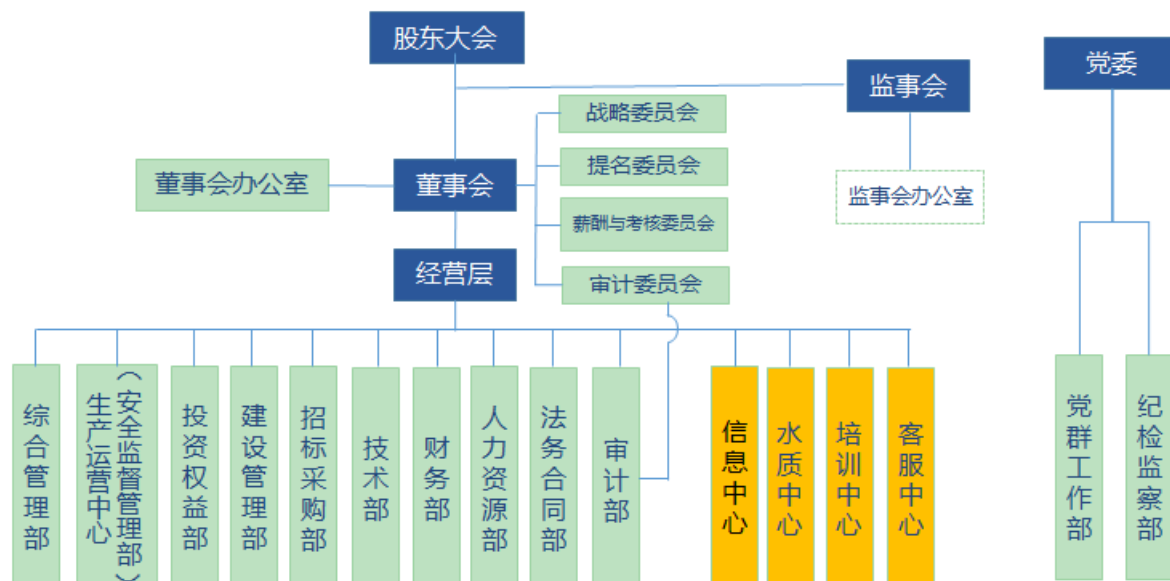 股东大会
党委
监事会
战略委员会
提名委员会
董事会办公室
董事会
监事会办公室
薪酬与考核委员会
经营层
审计委员会
综合管理部
生产运营中心
（安全监督管理部）
投资权益部
建设管理部
招标采购部
技术部
财务部
人力资源部
法务合同部
审计部
信息中心
水质中心
培训中心
客服中心
党群工作部
纪检监察部